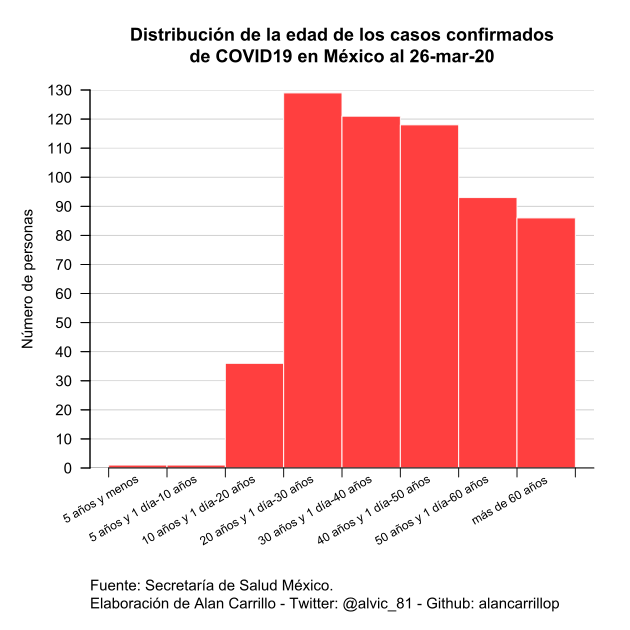 Distribución de la edad de los casos confirmados
de COVID19 en México al 26-mar-20
Número de personas
130
120
110
100
90
80
70
60
50
40
30
20
10
0
5 años y menos
5 años y 1 día-10 años
10 años y 1 día-20 años
20 años y 1 día-30 años
30 años y 1 día-40 años
40 años y 1 día-50 años
50 años y 1 día-60 años
más de 60 años
Fuente: Secretaría de Salud México.
Elaboración de Alan Carrillo - Twitter: @alvic_81 - Github: alancarrillop